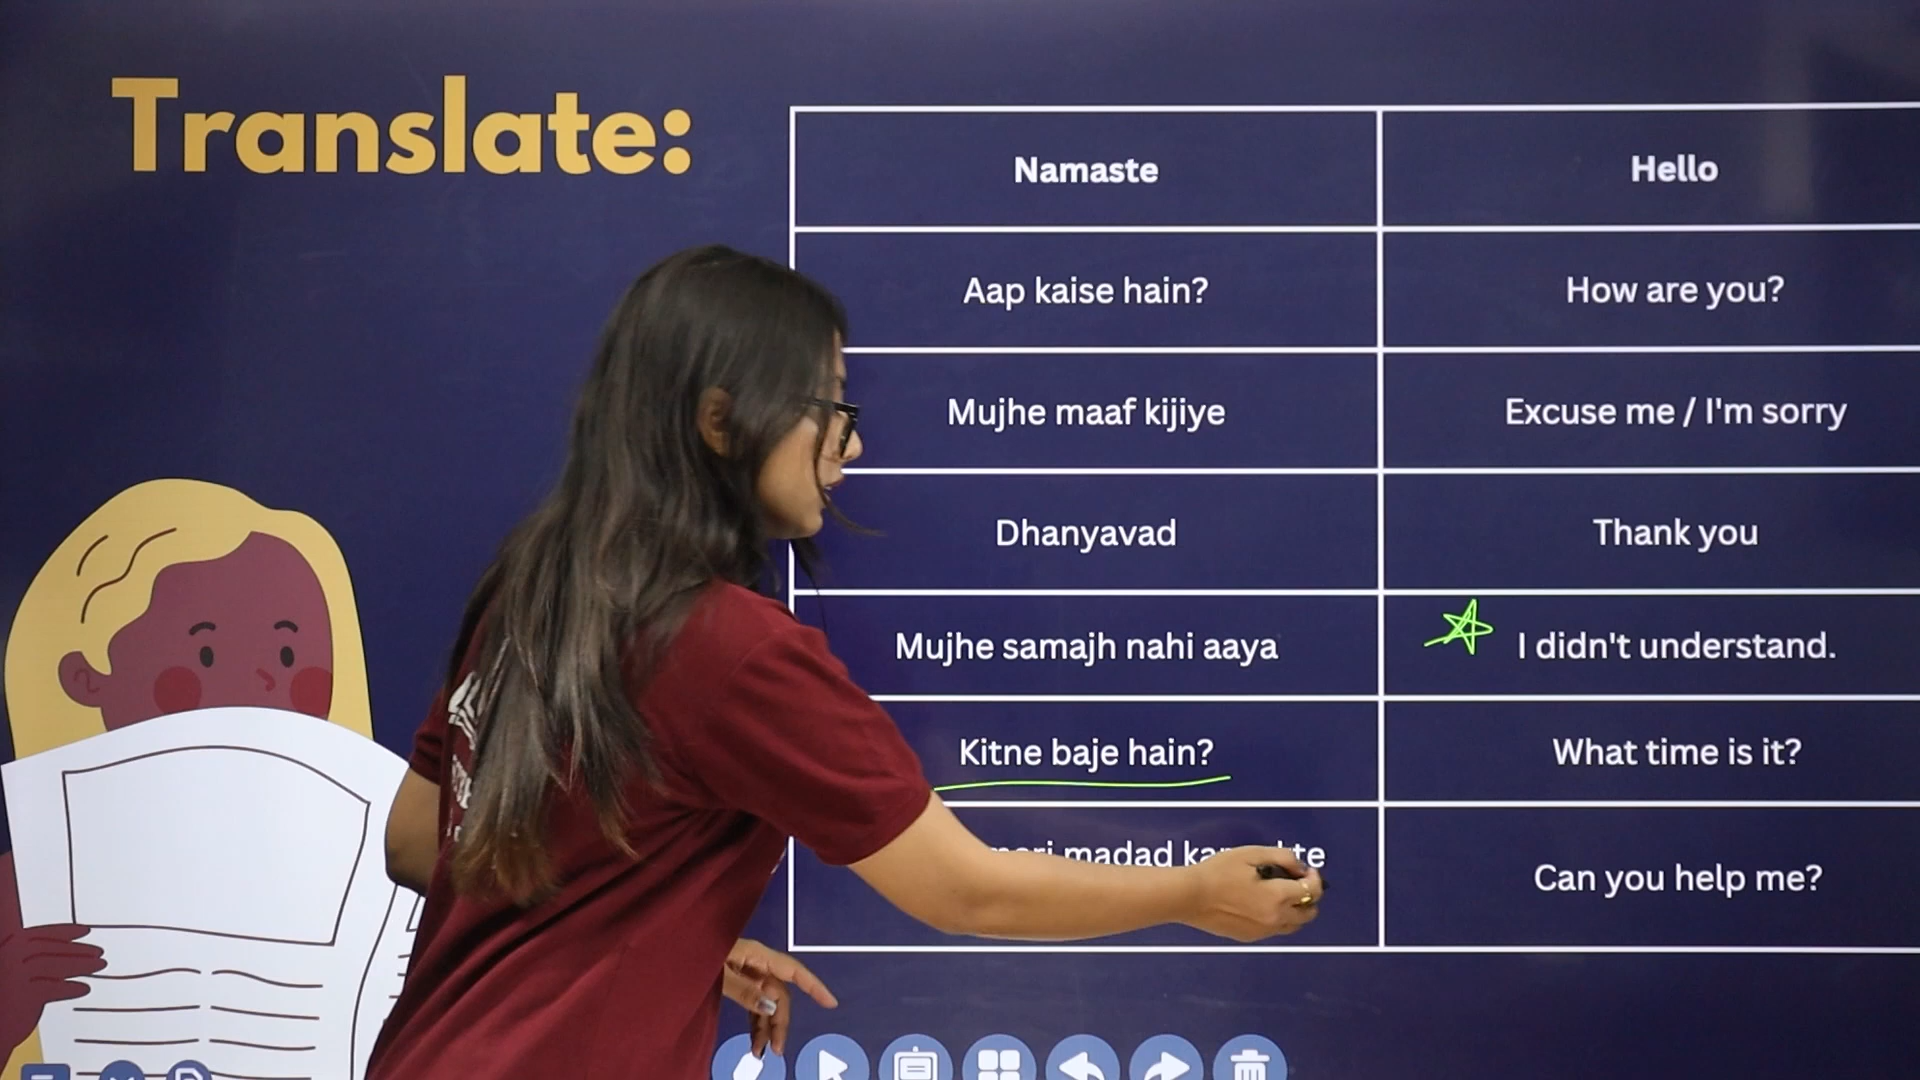 Translate:
Namaste
Hello
Aap kaise hain?
How are you?
Mujhe maaf kijiye
Excuse me / I'm sorry
Dhanyavad
Thank you
Mujhe samajh nahi aaya
I didn't understand.
Kitne baje hain?
What time is it?
madad
Can you help me?